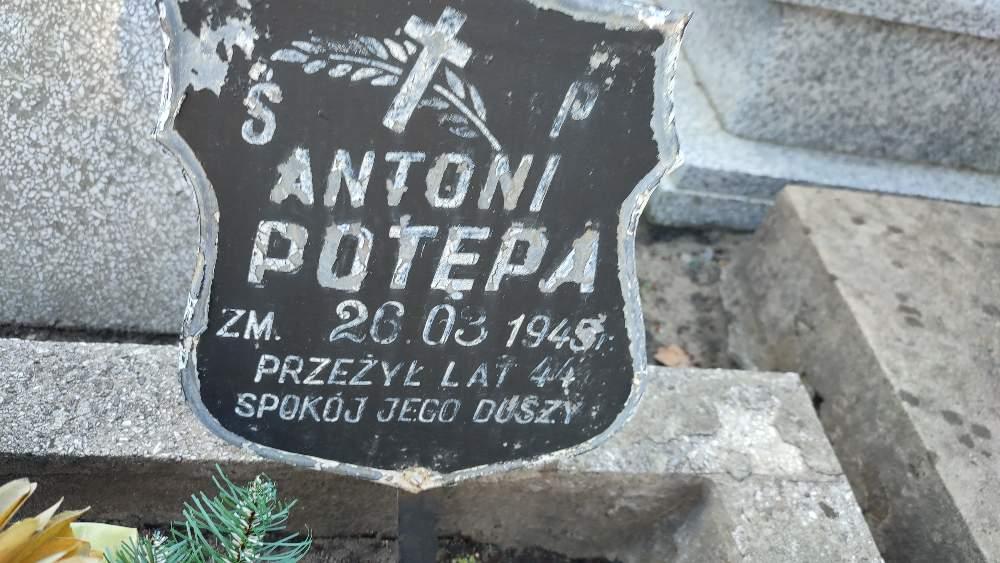 Ś P
ANTONI
POTĘPA
ZM. 26.03 1945r.
PRZEŻYŁ LAT 44
SPOKÓJ JEGO DUSZY